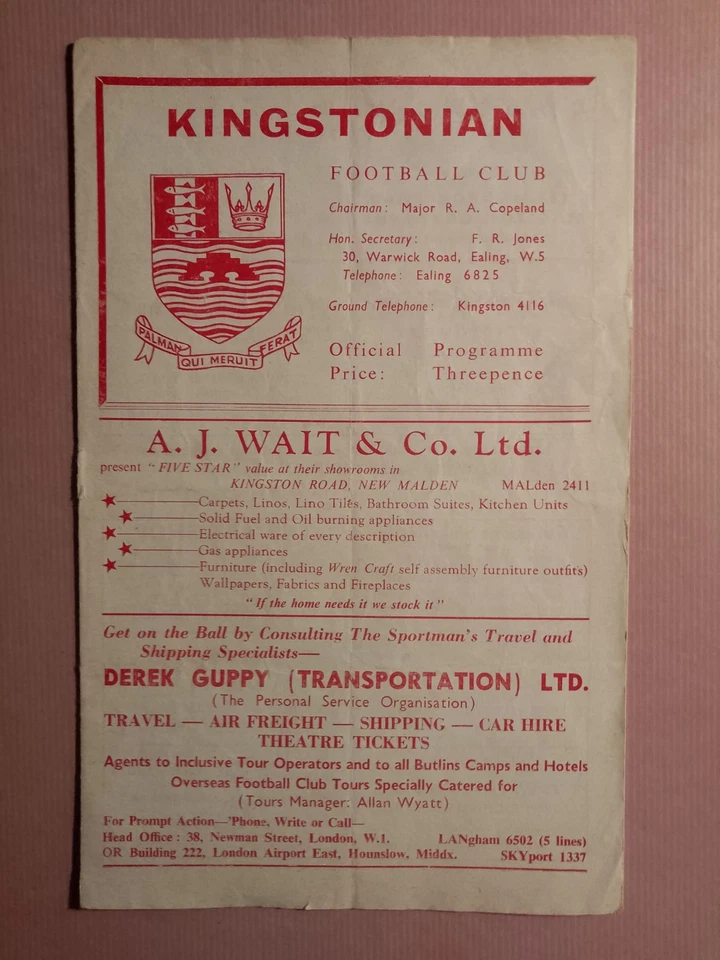 KINGSTONIAN
FOOTBALL CLUB
Chairman: Major R. A. Copeland
Hon. Secretary: F. R. Jones
30, Warwick Road, Ealing, W.5
Telephone: Ealing 6825
Ground Telephone: Kingston 4116
PALMAM QUI MERUIT FERAT
Official Programme
Price: Threepence
A. J. WAIT & Co. Ltd.
present "FIVE STAR" value at their showrooms in
KINGSTON ROAD, NEW MALDEN MALden 2411
Carpets, Linos, Lino Tiles, Bathroom Suites, Kitchen Units
Solid Fuel and Oil burning appliances
Electrical ware of every description
Gas appliances
Furniture (including Wren Craft self assembly furniture outfits)
Wallpapers, Fabrics and Fireplaces
"If the home needs it we stock it"
Get on the Ball by Consulting The Sportman's Travel and
Shipping Specialists—
DEREK GUPPY (TRANSPORTATION) LTD.
(The Personal Service Organisation)
TRAVEL — AIR FREIGHT — SHIPPING — CAR HIRE
THEATRE TICKETS
Agents to Inclusive Tour Operators and to all Butlins Camps and Hotels
Overseas Football Club Tours Specially Catered for
(Tours Manager: Allan Wyatt)
For Prompt Action—'Phone, Write or Call—
Head Office: 38, Newman Street, London, W.1. LANgham 6502 (5 lines)
OR Building 222, London Airport East, Hounslow, Middx. SKYport 1337